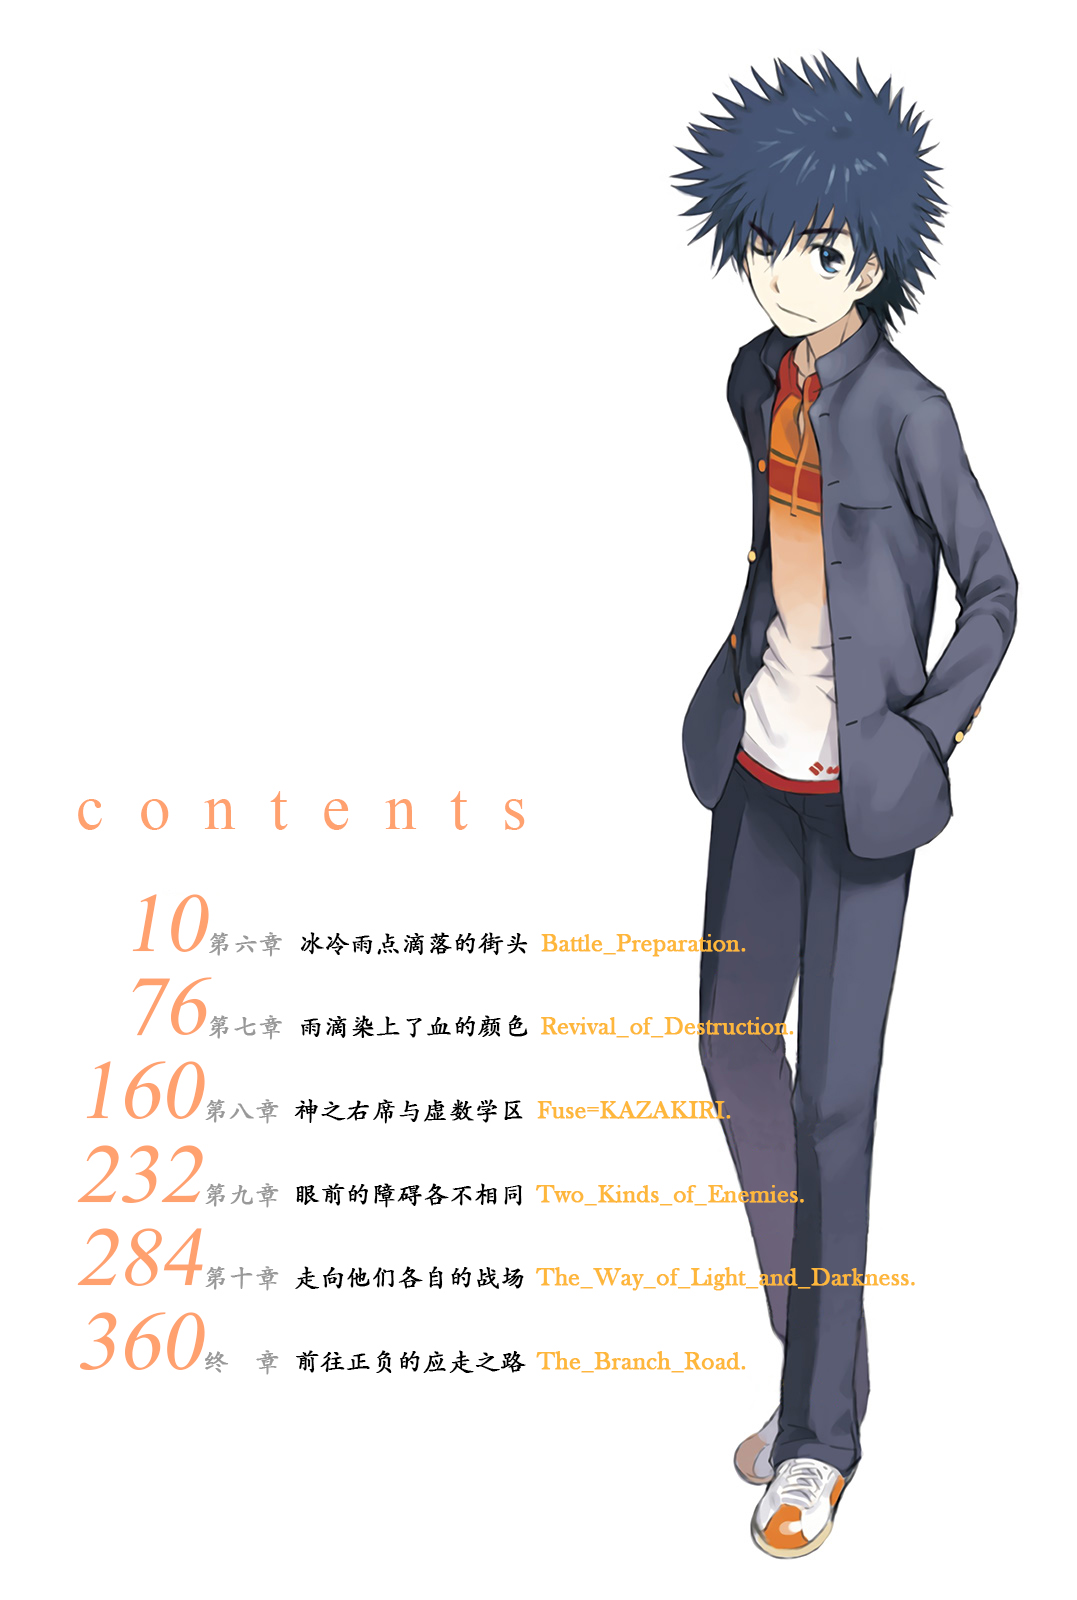 contents
10 第六章 冰冷雨点滴落的街头 Battle_Preparation.
76 第七章 雨滴染上了血的颜色 Revival_of_Destruction.
160 第八章 神之右席与虚数学区 Fuse=KAZAKIRI.
232 第九章 眼前的障碍各不相同 Two_Kinds_of_Enemies.
284 第十章 走向他们各自的战场 The_Way_of_Light_and_Darkness.
360 终 章 前往正负的应走之路 The_Branch_Road.